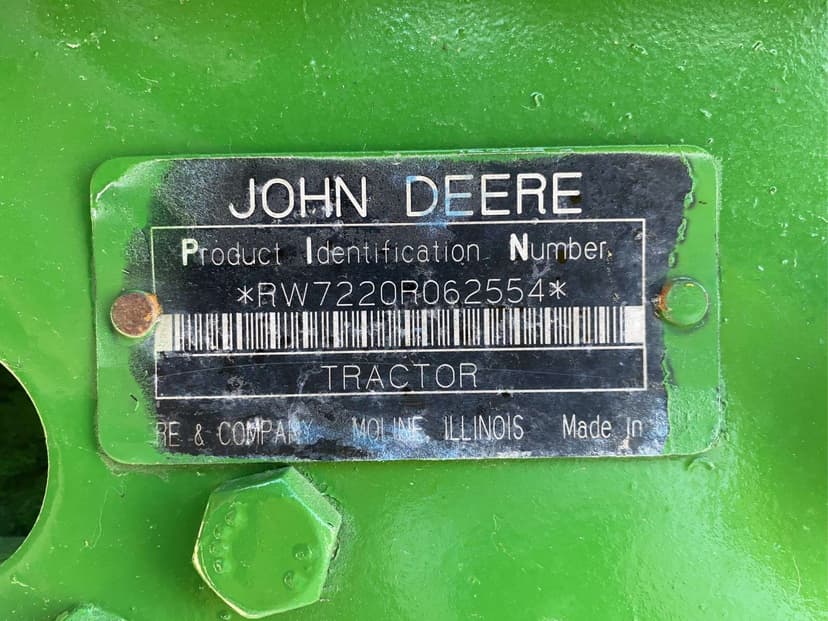 JOHN DEERE
Product Identification Number
*RW7220R062554*
TRACTOR
RE & COMPANY MOLINE, ILLINOIS Made in